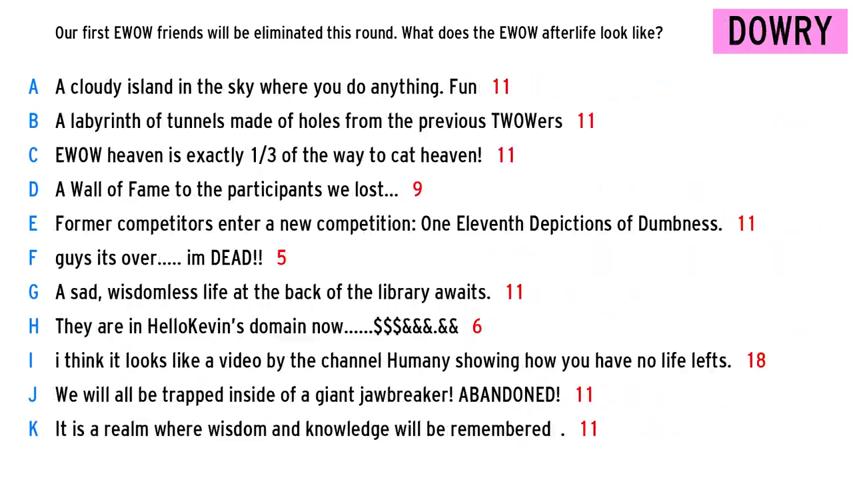 Our first EWOW friends will be eliminated this round. What does the EWOW afterlife look like?
DOWRY
A A cloudy island in the sky where you do anything. Fun 11
B A labyrinth of tunnels made of holes from the previous TWOWers 11
C EWOW heaven is exactly 1/3 of the way to cat heaven! 11
D A Wall of Fame to the participants we lost... 9
E Former competitors enter a new competition: One Eleventh Depictions of Dumbness. 11
F guys its over..... im DEAD!! 5
G A sad, wisdomless life at the back of the library awaits. 11
H They are in HelloKevin's domain now......$$$&&&.&& 6
I i think it looks like a video by the channel Humany showing how you have no life lefts. 18
J We will all be trapped inside of a giant jawbreaker! ABANDONED! 11
K It is a realm where wisdom and knowledge will be remembered . 11